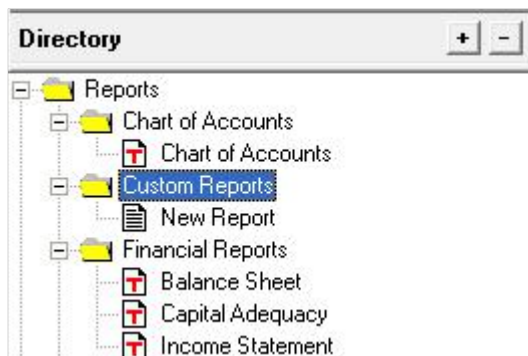 Directory + -
Reports
Chart of Accounts
Chart of Accounts
Custom Reports
New Report
Financial Reports
Balance Sheet
Capital Adequacy
Income Statement